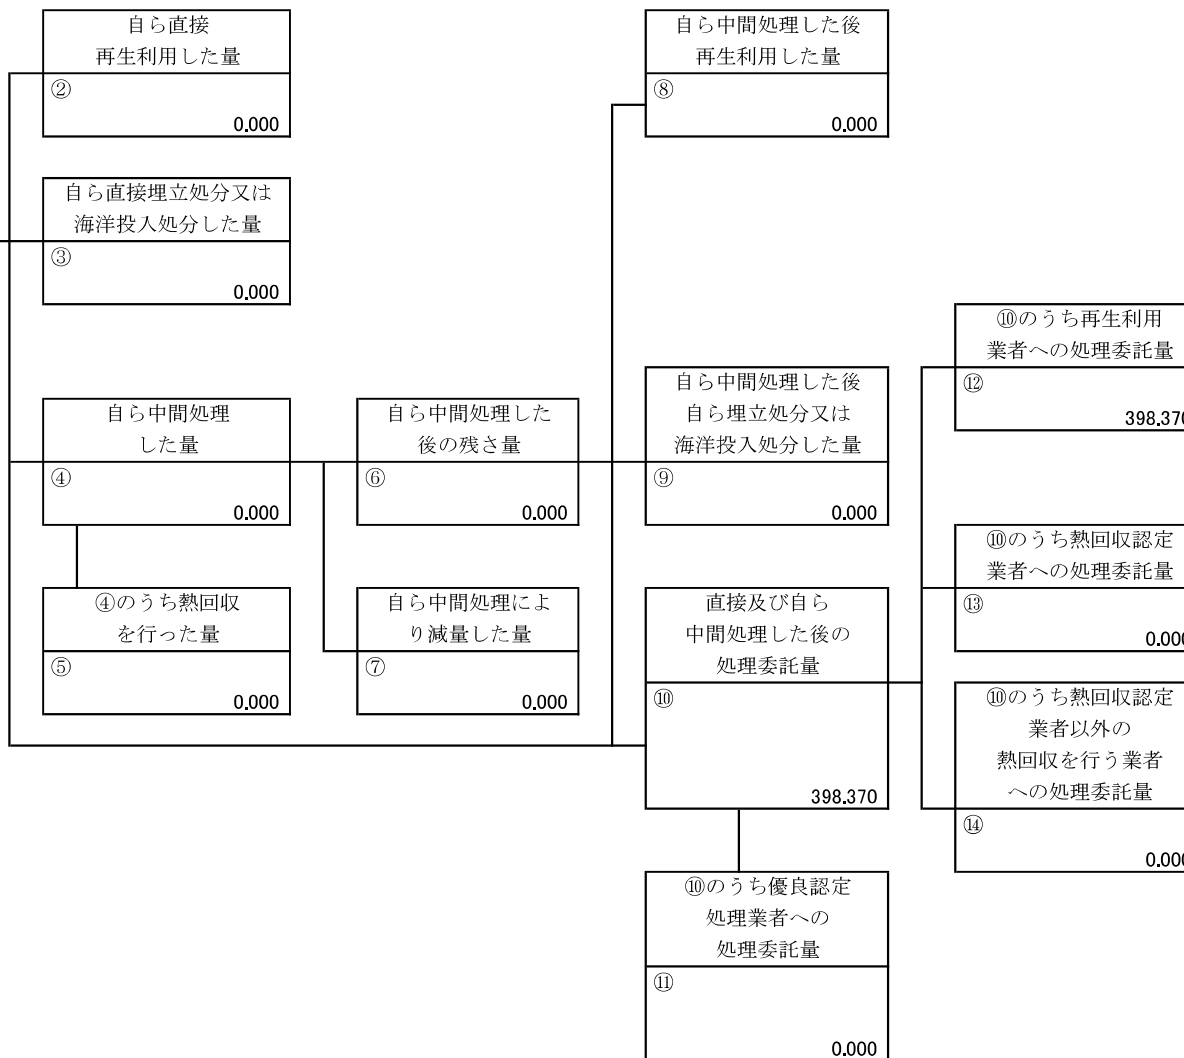 自ら直接
再生利用した量
②
0.000
自ら中間処理した後
再生利用した量
⑧
0.000
自ら直接埋立処分又は
海洋投入処分した量
③
0.000
⑩のうち再生利用
業者への処理委託量
⑫
398.370
自ら中間処理
した量
④
0.000
自ら中間処理した
後の残さ量
⑥
0.000
自ら中間処理した後
自ら埋立処分又は
海洋投入処分した量
⑨
0.000
⑩のうち熱回収認定
業者への処理委託量
⑬
0.000
④のうち熱回収
を行った量
⑤
0.000
自ら中間処理によ
り減量した量
⑦
0.000
直接及び自ら
中間処理した後の
処理委託量
⑩
398.370
⑩のうち熱回収認定
業者以外の
熱回収を行う業者
への処理委託量
⑭
0.000
⑩のうち優良認定
処理業者への
処理委託量
⑪
0.000